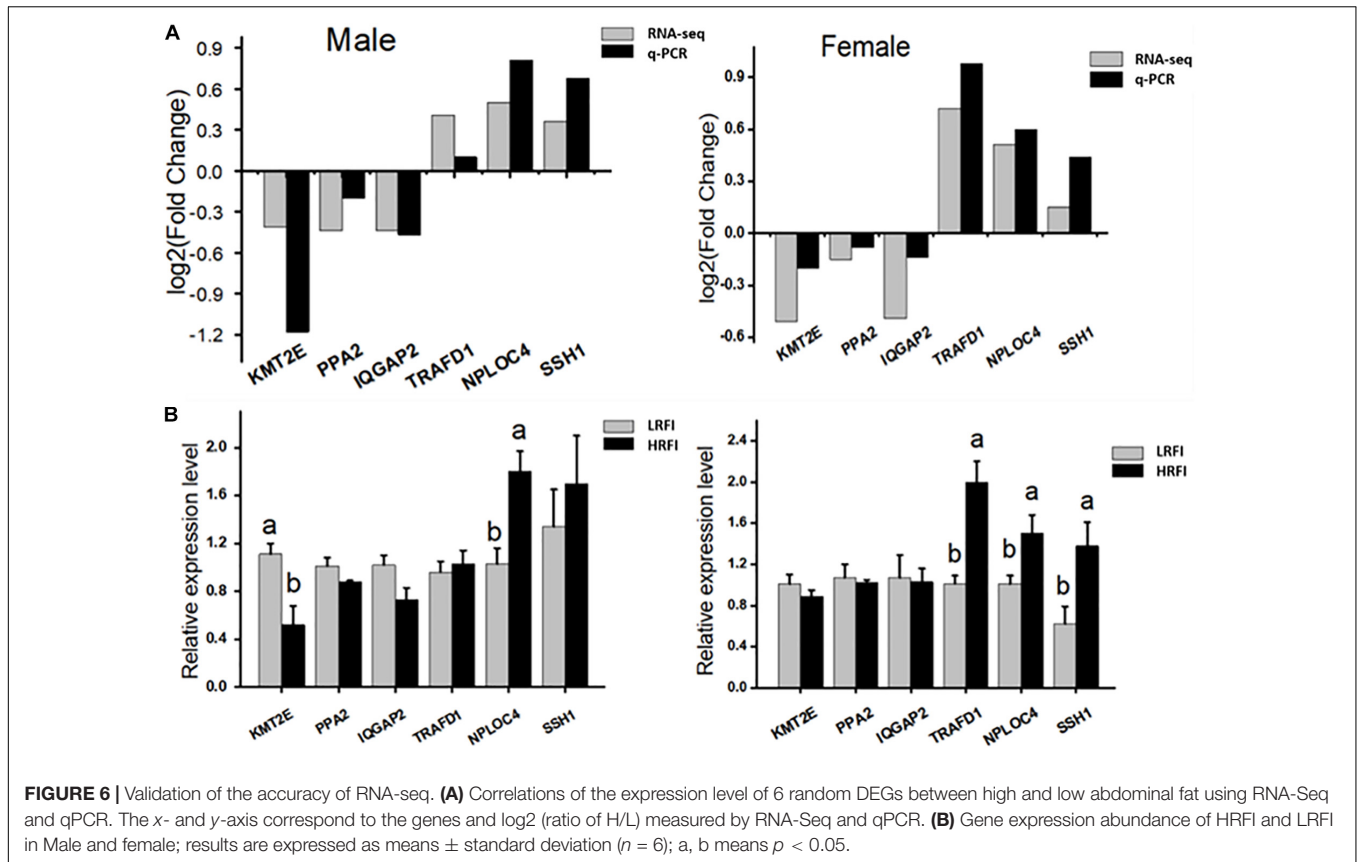 A
Male
RNA-seq
q-PCR
log2(Fold Change)
0.9
0.6
0.3
0.0
-0.3
-0.6
-0.9
-1.2
KMT2E
PPA2
IQGAP2
TRAFD1
NPLOC4
SSH1
Female
RNA-seq
q-PCR
log2(Fold Change)
0.9
0.6
0.3
0.0
-0.3
-0.6
KMT2E
PPA2
IQGAP2
TRAFD1
NPLOC4
SSH1
B
LRFI
HRFI
Relative expression level
2.0
1.6
1.2
0.8
0.4
0.0
a
b
b
a
KMT2E
PPA2
IQGAP2
TRAFD1
NPLOC4
SSH1
LRFI
HRFI
Relative expression level
2.4
2.0
1.6
1.2
0.8
0.4
0.0
b
a
b
a
b
a
KMT2E
PPA2
IQGAP2
TRAFD1
NPLOC4
SSH1
FIGURE 6 | Validation of the accuracy of RNA-seq. (A) Correlations of the expression level of 6 random DEGs between high and low abdominal fat using RNA-Seq
and qPCR. The x- and y-axis correspond to the genes and log2 (ratio of H/L) measured by RNA-Seq and qPCR. (B) Gene expression abundance of HRFI and LRFI
in Male and female; results are expressed as means ± standard deviation (n = 6); a, b means p < 0.05.